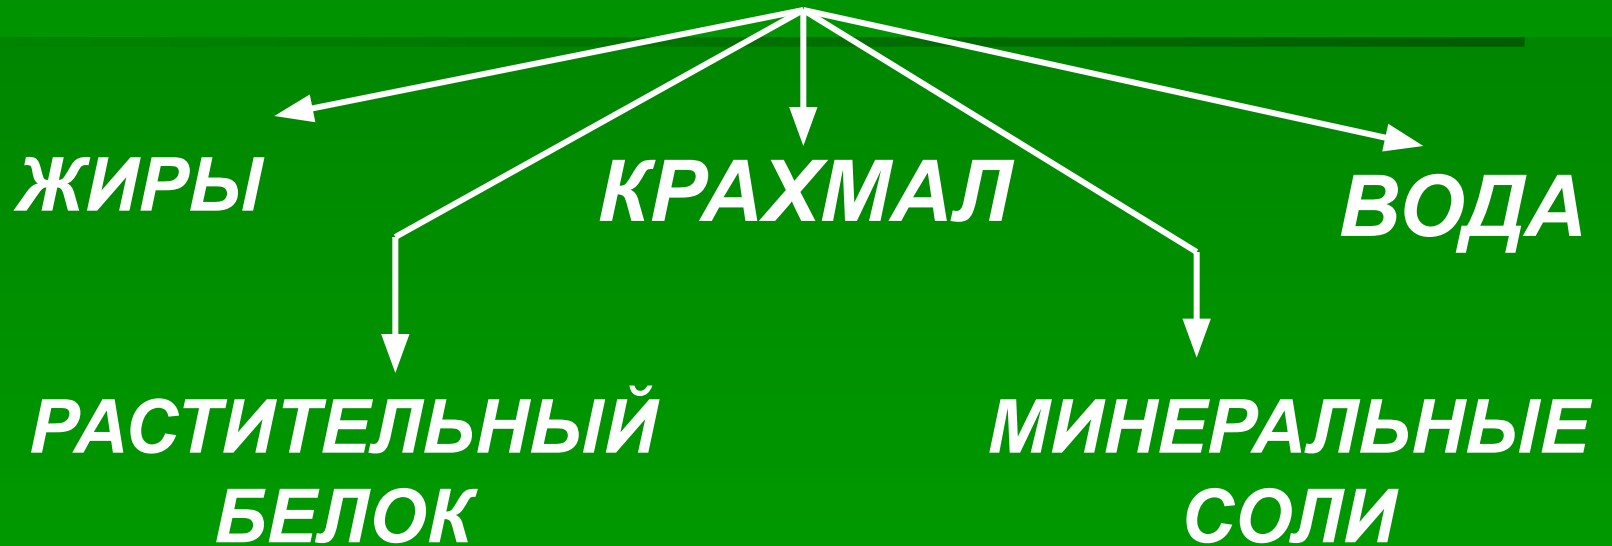 ЖИРЫ
КРАХМАЛ
ВОДА
РАСТИТЕЛЬНЫЙ
БЕЛОК
МИНЕРАЛЬНЫЕ
СОЛИ